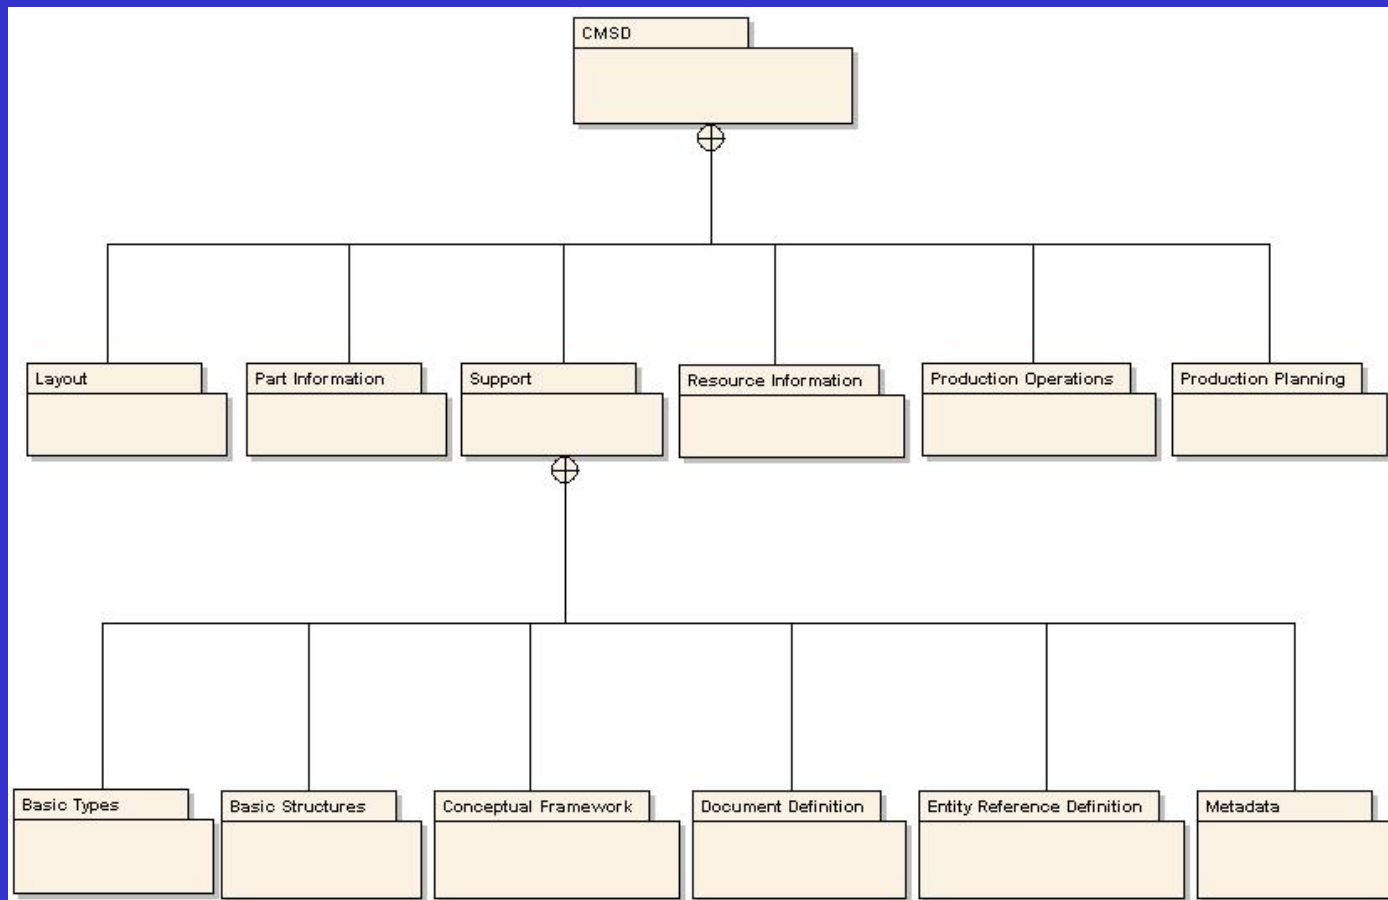 CMSD
Layout
Part Information
Support
Resource Information
Production Operations
Production Planning
Basic Types
Basic Structures
Conceptual Framework
Document Definition
Entity Reference Definition
Metadata